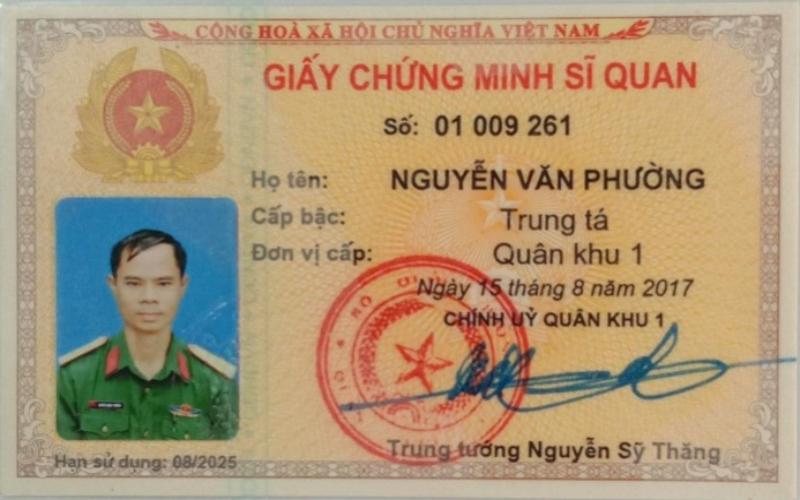 CỘNG HOÀ XÃ HỘI CHỦ NGHĨA VIỆT NAM
GIẤY CHỨNG MINH SĨ QUAN
Số: 01 009 261
Họ tên: NGUYỄN VĂN PHƯỜNG
Cấp bậc: Trung tá
Đơn vị cấp: Quân khu 1
Ngày 15 tháng 8 năm 2017
CHÍNH UỶ QUÂN KHU 1
Trung tướng Nguyễn Sỹ Thăng
Hạn sử dụng: 08/2025